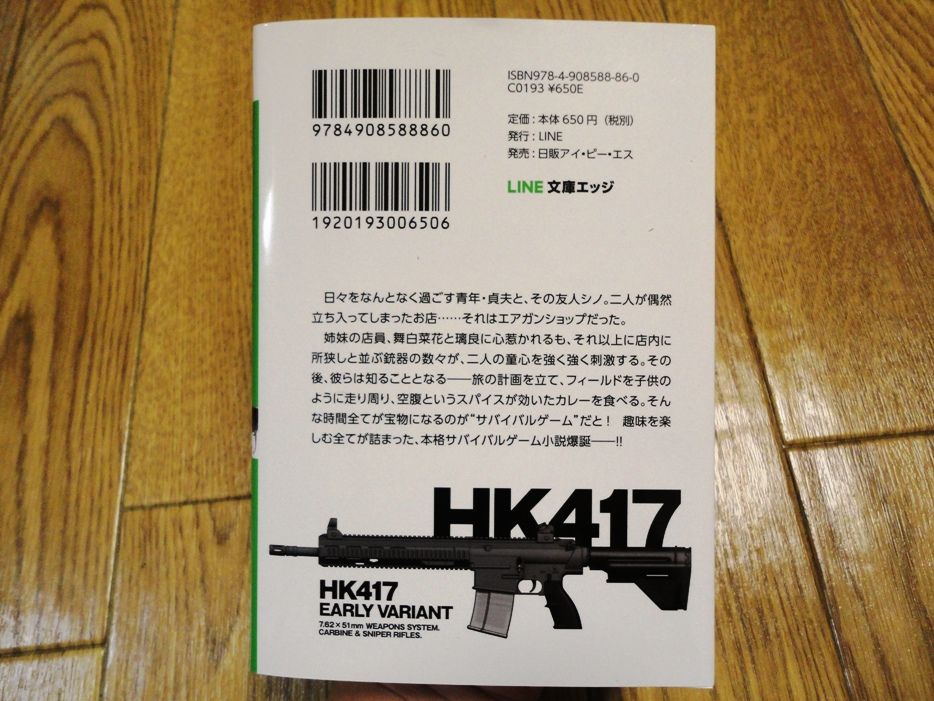 ISBN978-4-908588-86-0
C0193 ¥650E
定価：本体650円（税別）
発行：LINE
発売：日販アイ・ピー・エス
LINE 文庫エッジ
9784908588860
1920193006506
日々をなんとなく過ごす青年・貞夫と、その友人シノ。二人が偶然
立ち入ってしまったお店……それはエアガンショップだった。
姉妹の店員、舞白菜花と璃良に心惹かれるも、それ以上に店内に
所狭しと並ぶ銃器の数々が、二人の童心を強く強く刺激する。その
後、彼らは知ることとなる――旅の計画を立て、フィールドを子供の
ように走り周り、空腹というスパイスが効いたカレーを食べる。そん
な時間全てが宝物になるのが“サバイバルゲーム”だと！　趣味を楽
しむ全てが詰まった、本格サバイバルゲーム小説爆誕――!!
HK417
HK417
EARLY VARIANT
7.62×51mm WEAPONS SYSTEM.
CARBINE & SNIPER RIFLES.